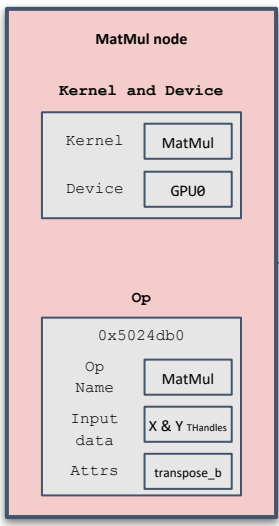 MatMul node
Kernel and Device
Kernel MatMul
Device GPU0
Op
0x5024db0
Op
Name MatMul
Input
data X & Y THandles
Attrs transpose_b